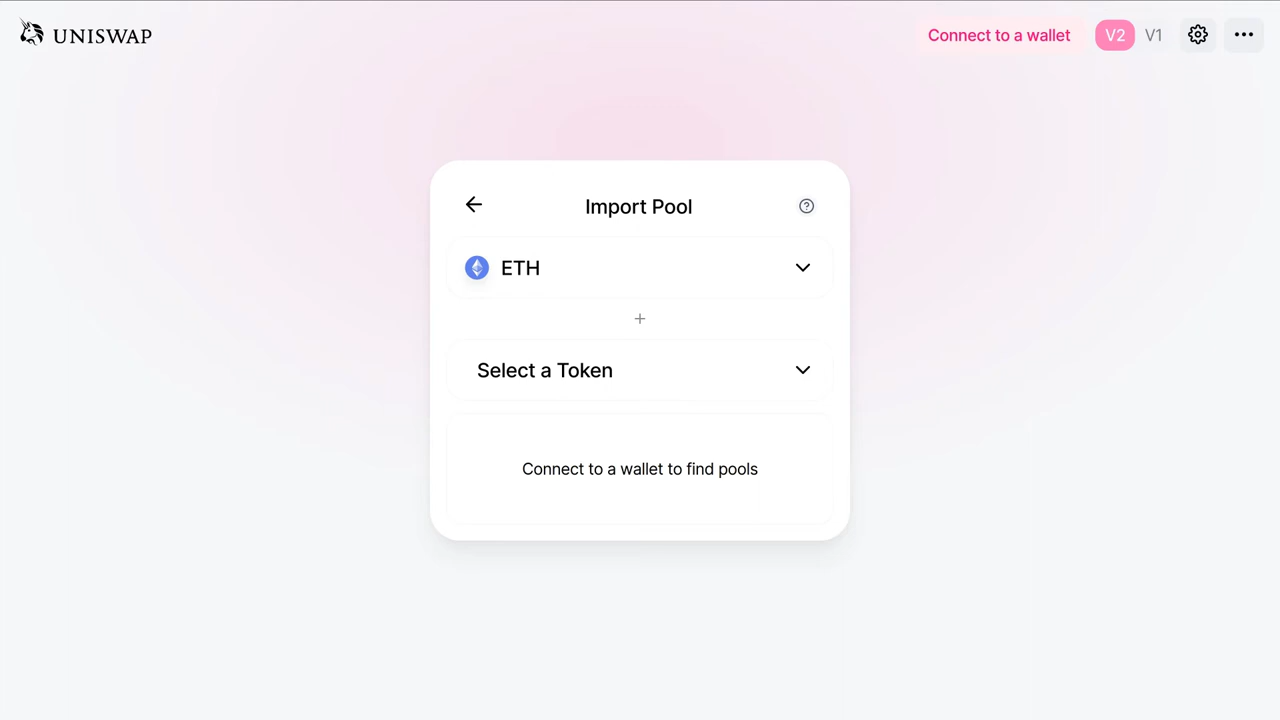 UNISWAP
Connect to a wallet
V2
V1
Import Pool
ETH
+
Select a Token
Connect to a wallet to find pools